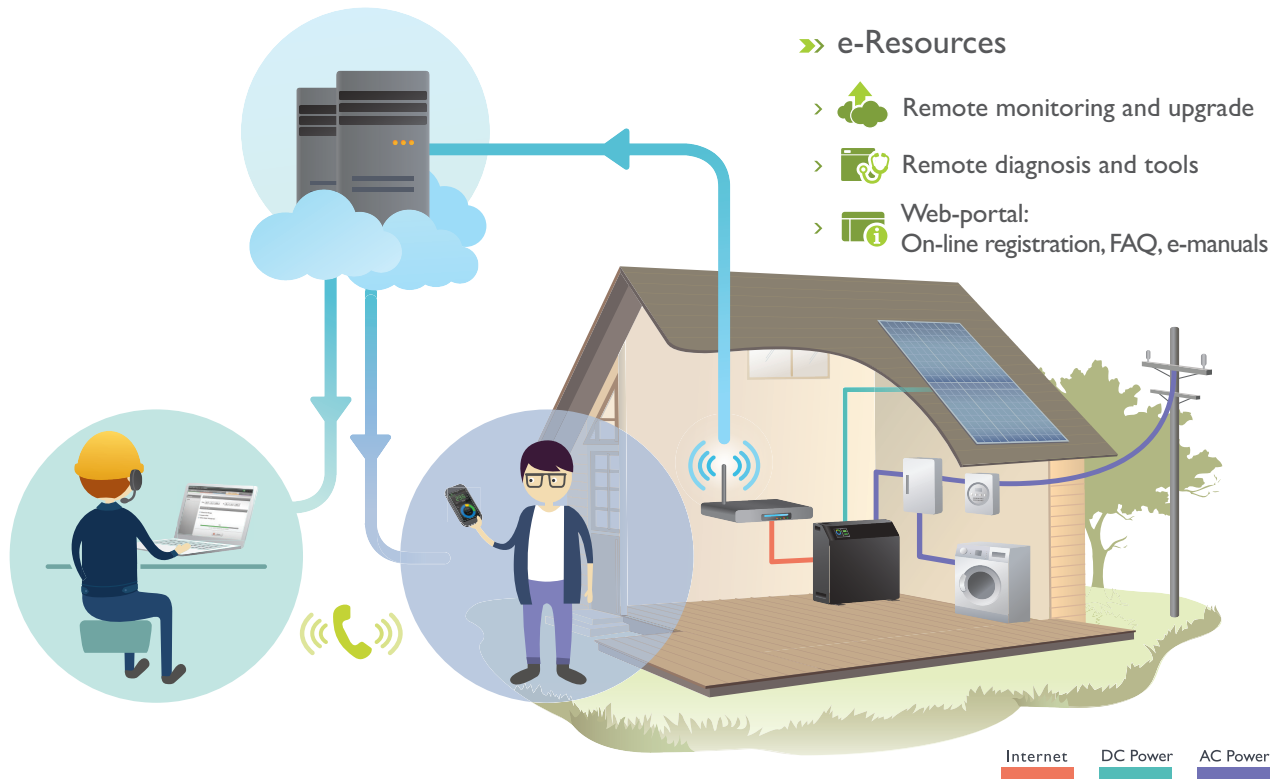 e-Resources
Remote monitoring and upgrade
Remote diagnosis and tools
Web-portal:
On-line registration, FAQ, e-manuals
Internet
DC Power
AC Power